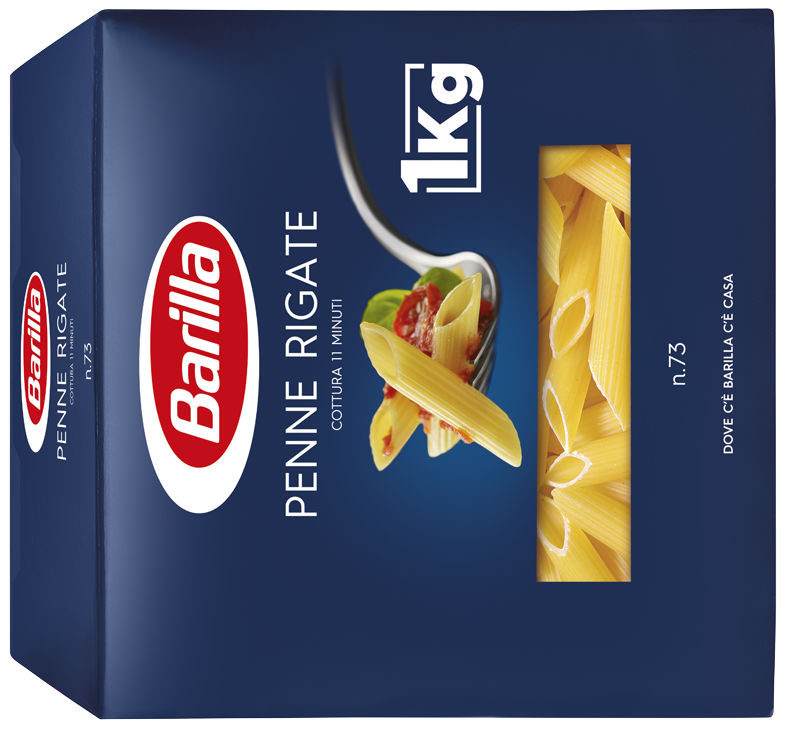 Barilla
PENNE RIGATE
COTTURA 11 MINUTI
n.73
Barilla
PENNE RIGATE
COTTURA 11 MINUTI
1Kg
n.73
DOVE C'È BARILLA C'È CASA